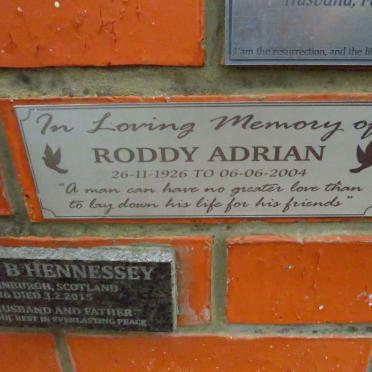 Husband,
I am the resurrection, and the
In Loving Memory of
RODDY ADRIAN
26-11-1926 TO 06-06-2004
"A man can have no greater love than
to lay down his life for his friends"
B HENNESSEY
SCOTLAND
DIED 3.2.2015
HUSBAND AND FATHER
REST IN EVERLASTING PEACE